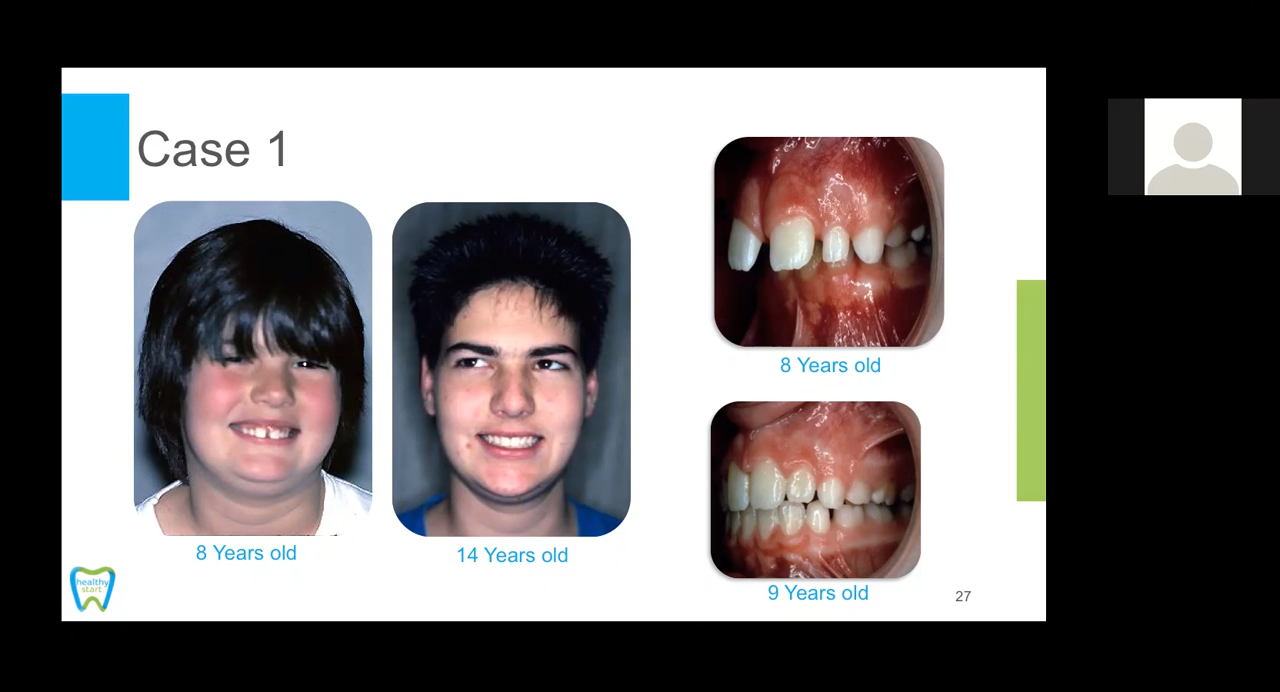 Case 1
8 Years old
14 Years old
8 Years old
9 Years old
healthy
start
27